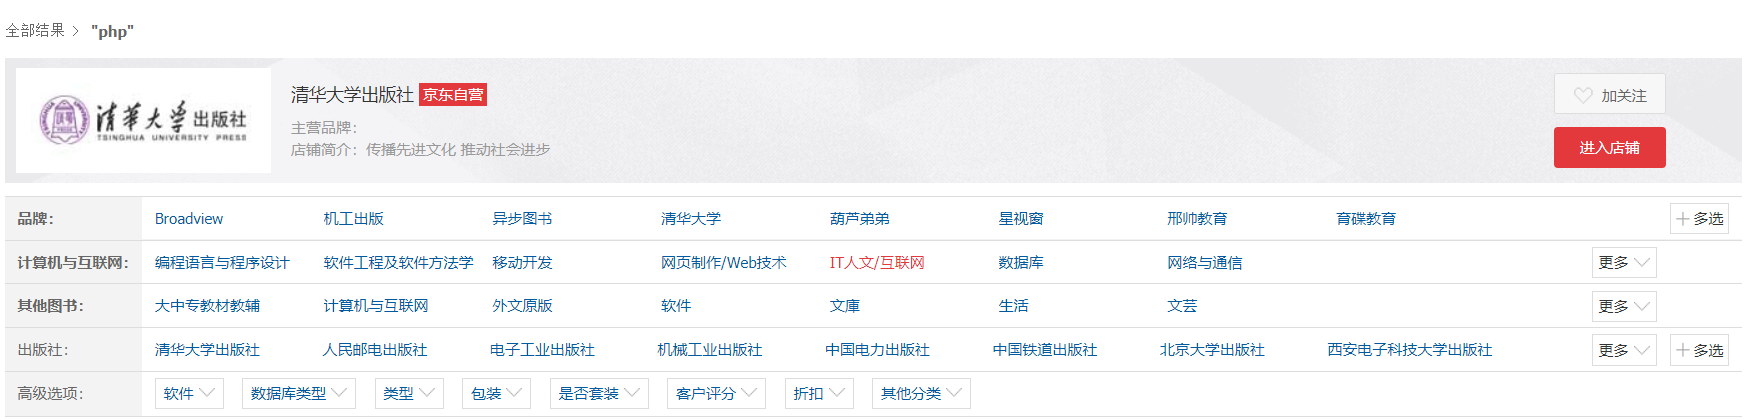 全部结果 > "php"
清华大学出版社
TSINGHUA UNIVERSITY PRESS
清华大学出版社 京东自营
主营品牌：
店铺简介：传播先进文化 推动社会进步
加关注
进入店铺
品牌： Broadview 机工出版 异步图书 清华大学 葫芦弟弟 星视窗 邢帅教育 育碟教育 多选
计算机与互联网： 编程语言与程序设计 软件工程及软件方法学 移动开发 网页制作/Web技术 IT人文/互联网 数据库 网络与通信 更多
其他图书： 大中专教材教辅 计算机与互联网 外文原版 软件 文庫 生活 文芸 更多
出版社： 清华大学出版社 人民邮电出版社 电子工业出版社 机械工业出版社 中国电力出版社 中国铁道出版社 北京大学出版社 西安电子科技大学出版社 更多 多选
高级选项： 软件 数据库类型 类型 包装 是否套装 客户评分 折扣 其他分类